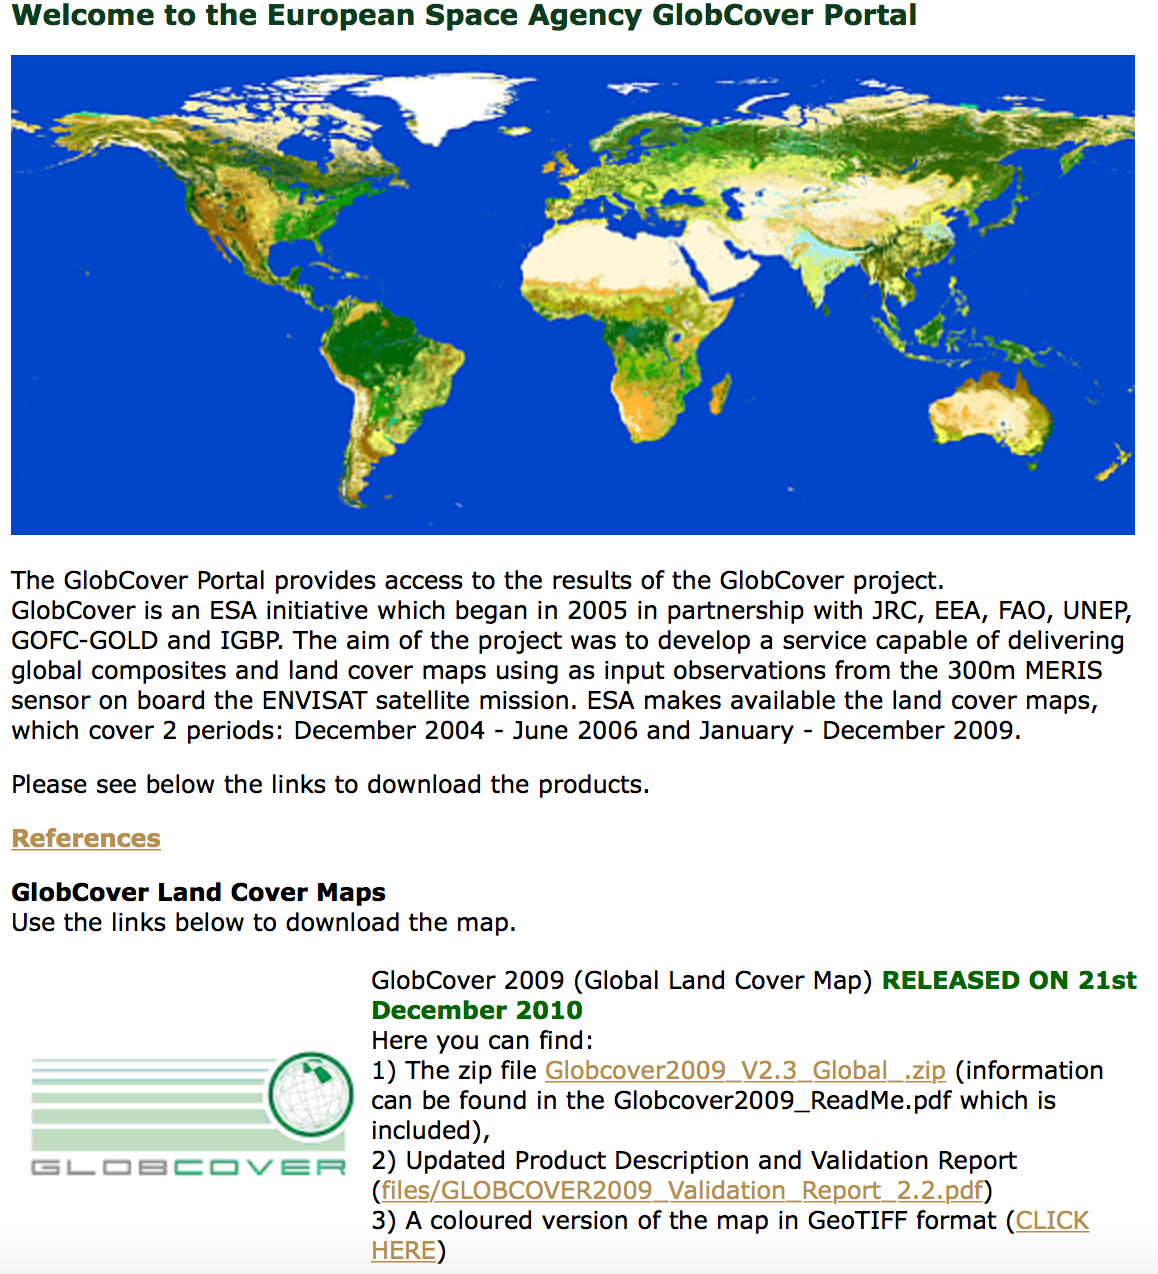 Welcome to the European Space Agency GlobCover Portal
The GlobCover Portal provides access to the results of the GlobCover project.
GlobCover is an ESA initiative which began in 2005 in partnership with JRC, EEA, FAO, UNEP,
GOFC-GOLD and IGBP. The aim of the project was to develop a service capable of delivering
global composites and land cover maps using as input observations from the 300m MERIS
sensor on board the ENVISAT satellite mission. ESA makes available the land cover maps,
which cover 2 periods: December 2004 - June 2006 and January - December 2009.
Please see below the links to download the products.
References
GlobCover Land Cover Maps
Use the links below to download the map.
GLOBCOVER
GlobCover 2009 (Global Land Cover Map) RELEASED ON 21st
December 2010
Here you can find:
1) The zip file Globcover2009_V2.3_Global_.zip (information
can be found in the Globcover2009_ReadMe.pdf which is
included),
2) Updated Product Description and Validation Report
(files/GLOBCOVER2009_Validation_Report_2.2.pdf)
3) A coloured version of the map in GeoTIFF format (CLICK
HERE)